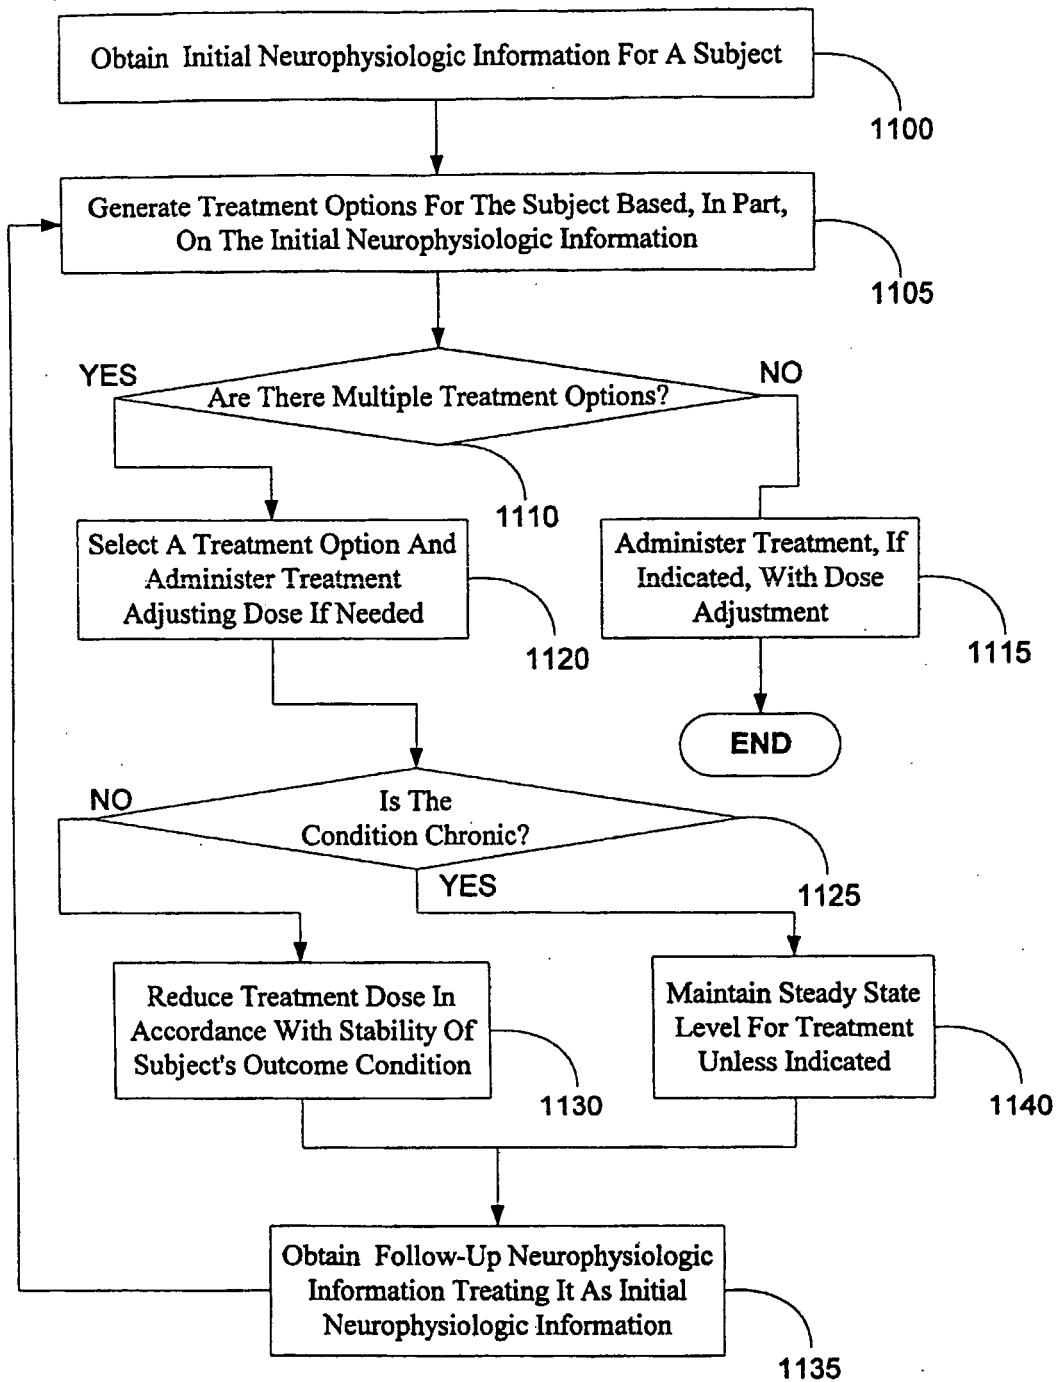 Obtain Initial Neurophysiologic Information For A Subject
1100
Generate Treatment Options For The Subject Based, In Part,
On The Initial Neurophysiologic Information
1105
YES
Are There Multiple Treatment Options?
NO
1110
Select A Treatment Option And
Administer Treatment
Adjusting Dose If Needed
1120
Administer Treatment, If
Indicated, With Dose
Adjustment
1115
END
NO
Is The
Condition Chronic?
YES
1125
Reduce Treatment Dose In
Accordance With Stability Of
Subject's Outcome Condition
1130
Maintain Steady State
Level For Treatment
Unless Indicated
1140
Obtain Follow-Up Neurophysiologic
Information Treating It As Initial
Neurophysiologic Information
1135